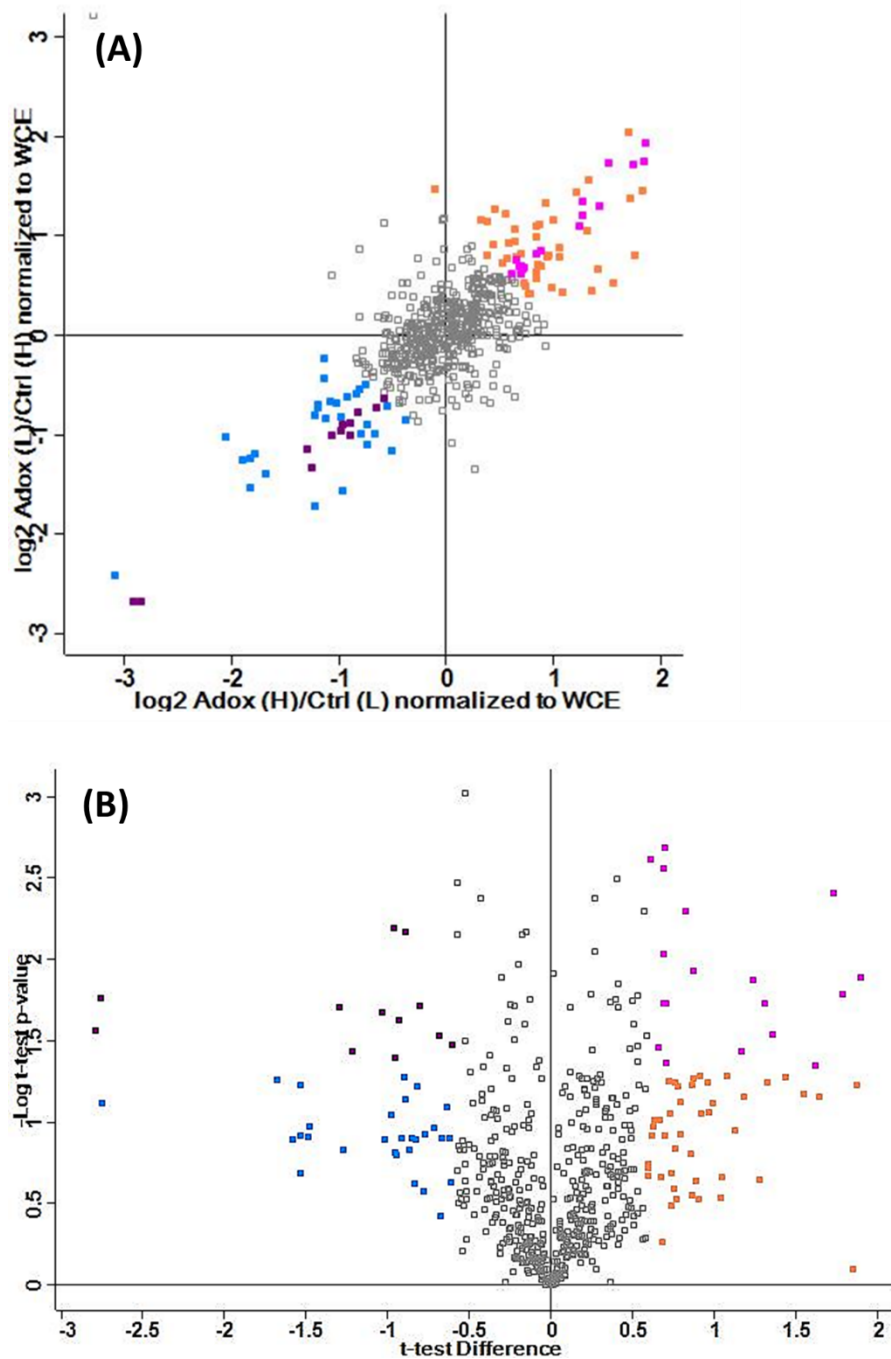 (A)
3
2
1
0
-1
-2
-3
log2 Adox (L)/Ctrl (H) normalized to WCE
-3 -2 -1 0 1 2
log2 Adox (H)/Ctrl (L) normalized to WCE
(B)
3
2.5
2
1.5
1
0.5
0
-Log t-test p-value
-3 -2.5 -2 -1.5 -1 -0.5 0 0.5 1 1.5 2
t-test Difference